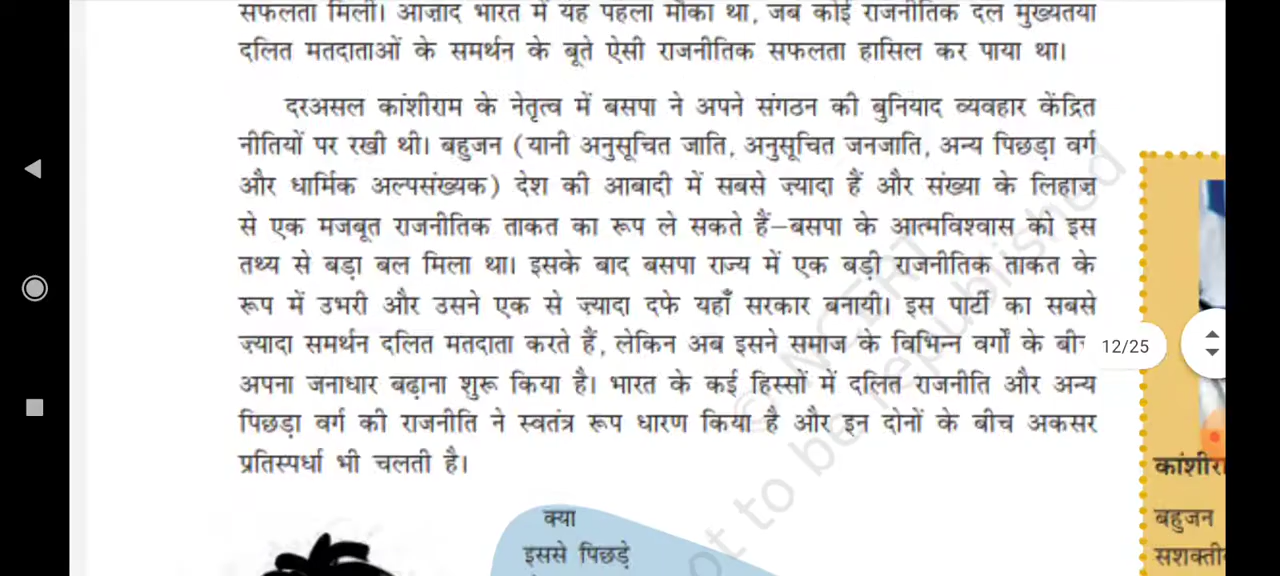 सफलता मिली। आज़ाद भारत में यह पहला मौका था, जब कोई राजनीतिक दल मुख्यतया
दलित मतदाताओं के समर्थन के बूते ऐसी राजनीतिक सफलता हासिल कर पाया था।
दरअसल कांशीराम के नेतृत्व में बसपा ने अपने संगठन की बुनियाद व्यवहार केंद्रित
नीतियों पर रखी थी। बहुजन (यानी अनुसूचित जाति, अनुसूचित जनजाति, अन्य पिछड़ा वर्ग
और धार्मिक अल्पसंख्यक) देश की आबादी में सबसे ज़्यादा हैं और संख्या के लिहाज़
से एक मजबूत राजनीतिक ताकत का रूप ले सकते हैं–बसपा के आत्मविश्वास को इस
तथ्य से बड़ा बल मिला था। इसके बाद बसपा राज्य में एक बड़ी राजनीतिक ताकत के
रूप में उभरी और उसने एक से ज़्यादा दफे यहाँ सरकार बनायी। इस पार्टी का सबसे
ज़्यादा समर्थन दलित मतदाता करते हैं, लेकिन अब इसने समाज के विभिन्न वर्गों के
अपना जनाधार बढ़ाना शुरू किया है। भारत के कई हिस्सों में दलित राजनीति और अन्य
पिछड़ा वर्ग की राजनीति ने स्वतंत्र रूप धारण किया है और इन दोनों के बीच अकसर
प्रतिस्पर्धा भी चलती है।
क्या
इससे पिछड़े
12/25
बहुजन
© NCERT
not to be republished